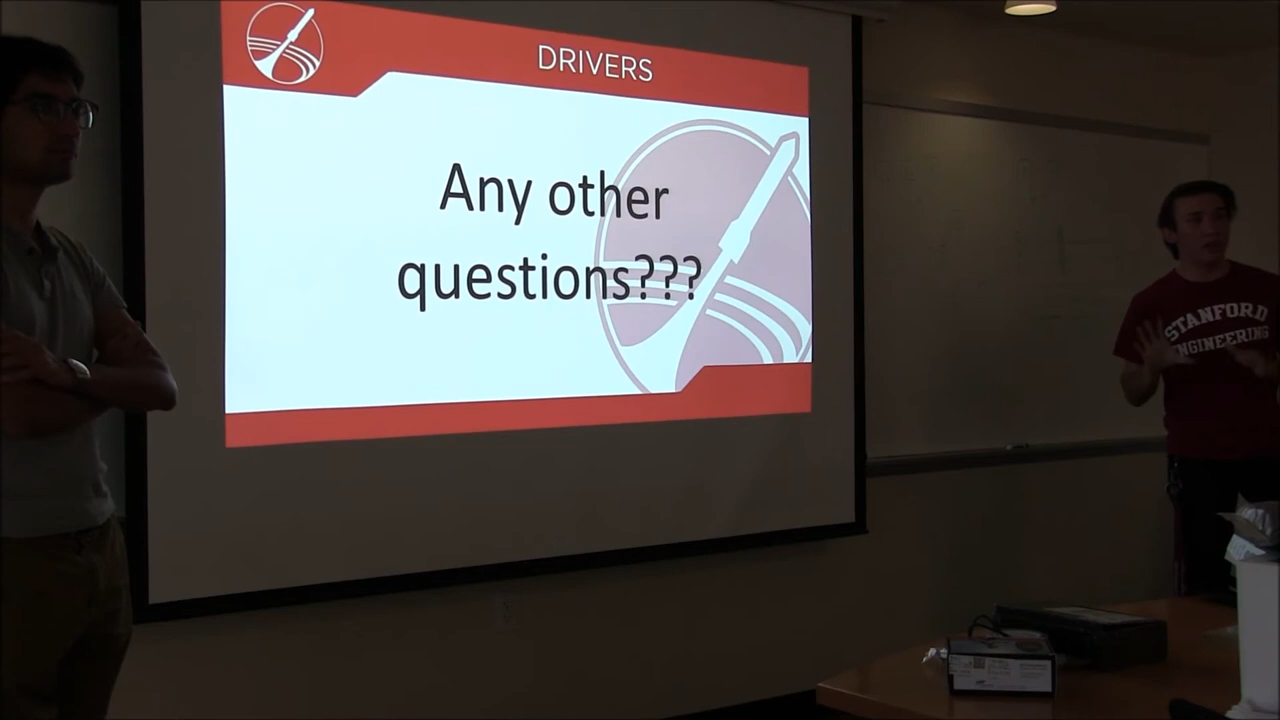 DRIVERS
Any other
questions???
STANFORD
ENGINEERING